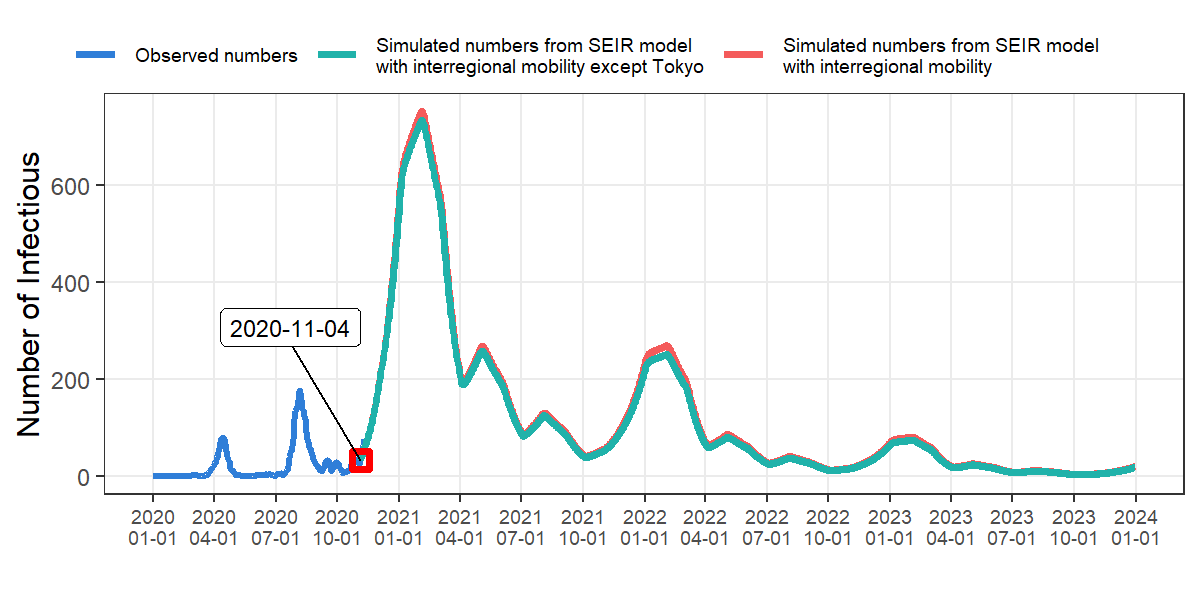 Observed numbers
Simulated numbers from SEIR model
with interregional mobility except Tokyo
Simulated numbers from SEIR model
with interregional mobility
Number of Infectious
600
400
200
0
2020-11-04
2020 2020 2020 2020 2021 2021 2021 2021 2022 2022 2022 2022 2023 2023 2023 2023 2024
01-01 04-01 07-01 10-01 01-01 04-01 07-01 10-01 01-01 04-01 07-01 10-01 01-01 04-01 07-01 10-01 01-01